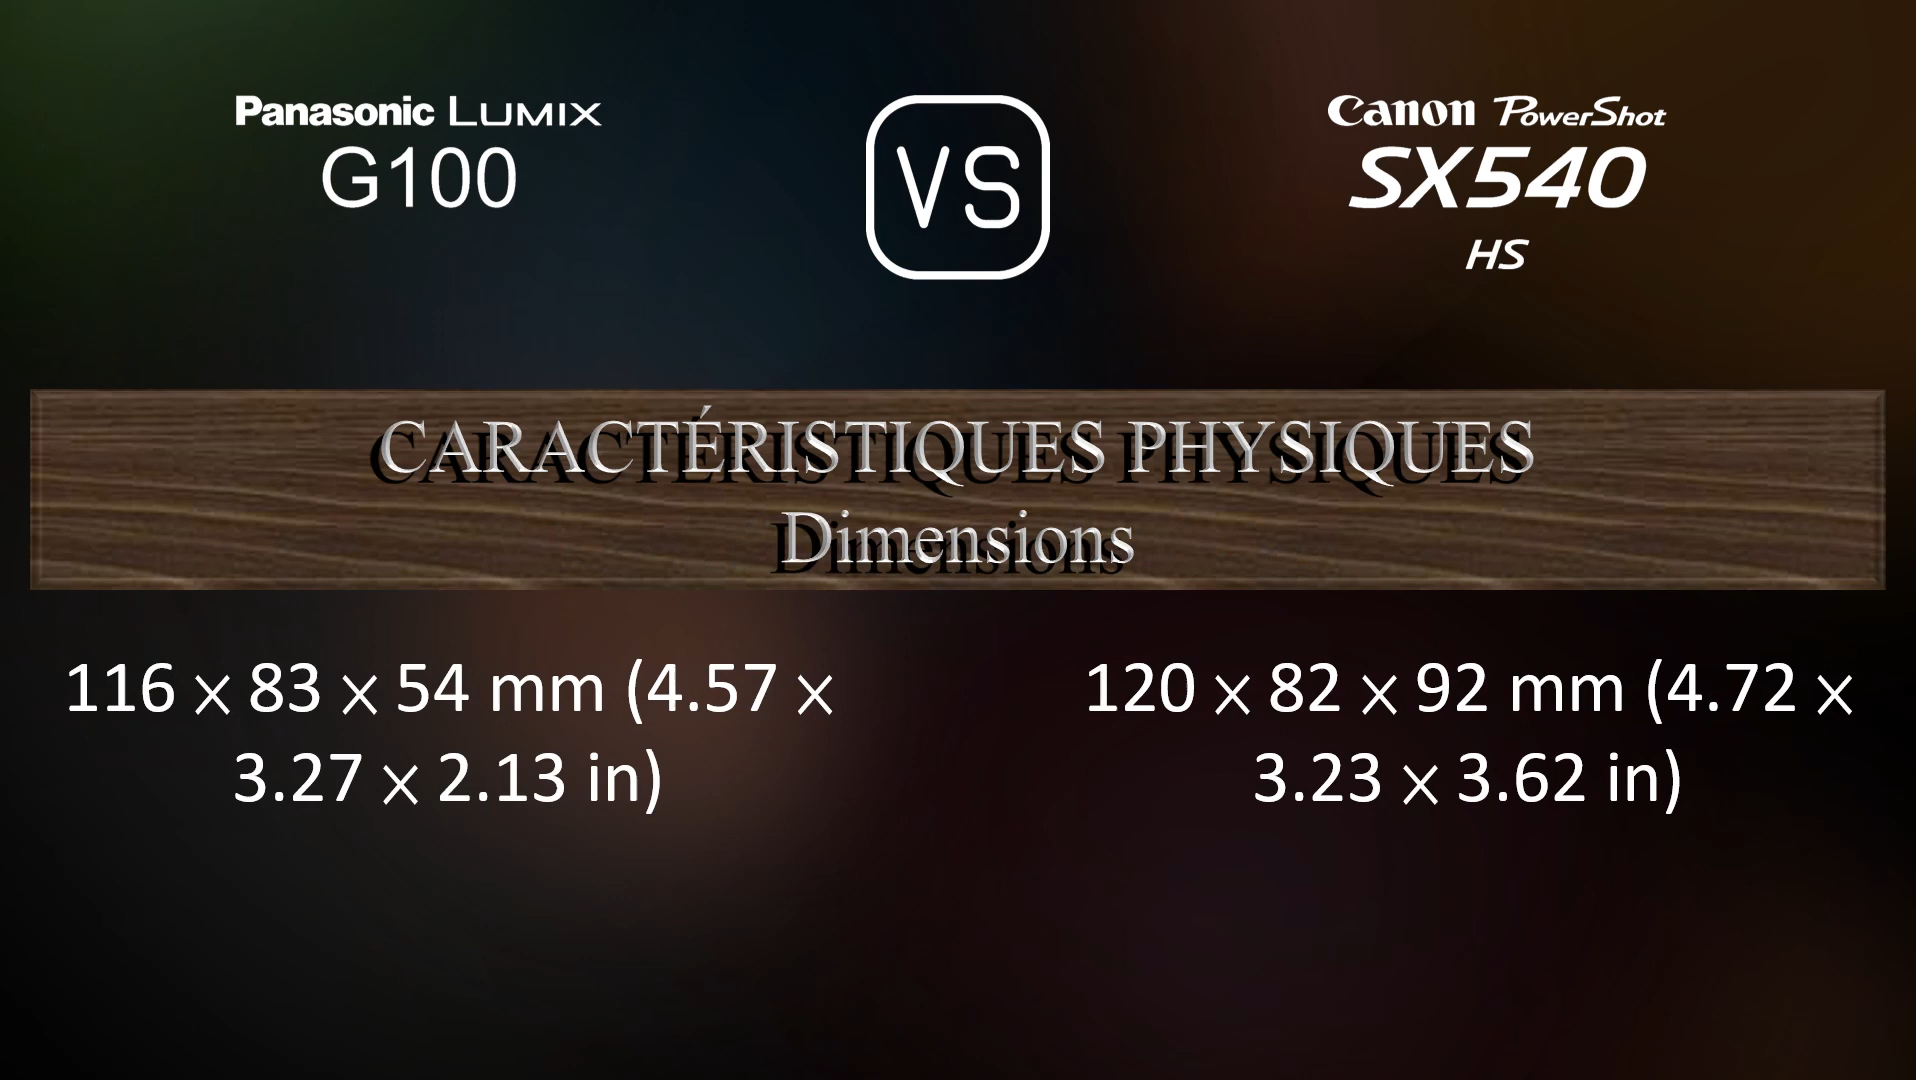 Panasonic LUMIX
G100
VS
Canon PowerShot
SX540
HS
CARACTÉRISTIQUES PHYSIQUES
Dimensions
116 x 83 x 54 mm (4.57 x
3.27 x 2.13 in)
120 x 82 x 92 mm (4.72 x
3.23 x 3.62 in)